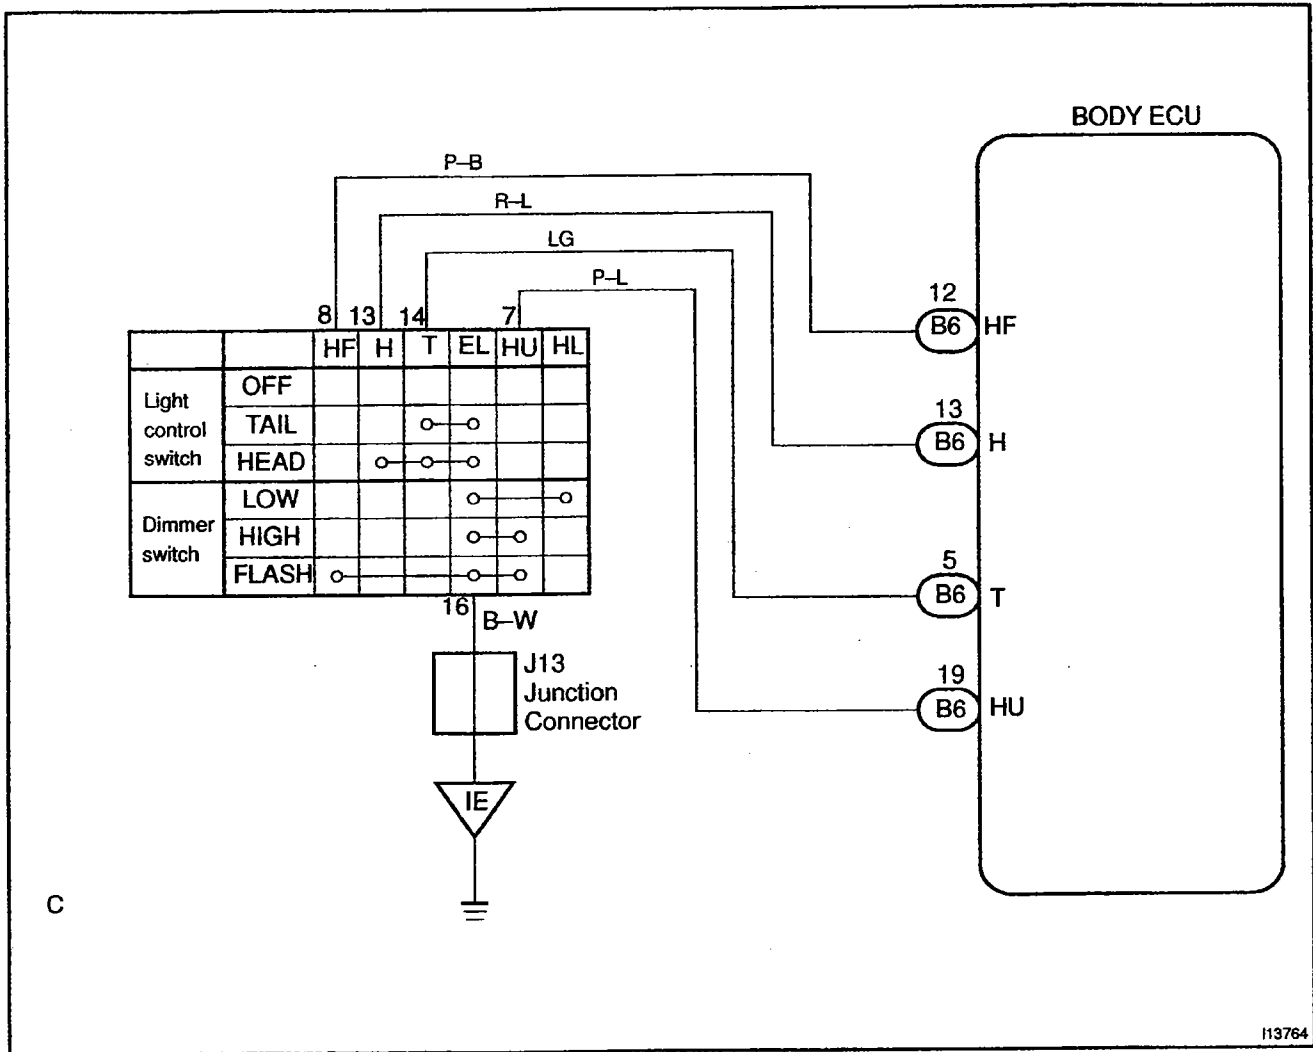 BODY ECU
P–B
R–L
LG
P–L
8 13 14 7
HF H T EL HU HL
Light control switch
OFF
TAIL
HEAD
Dimmer switch
LOW
HIGH
FLASH
16
B–W
J13
Junction
Connector
IE
12
B6 HF
13
B6 H
5
B6 T
19
B6 HU
C
I13764